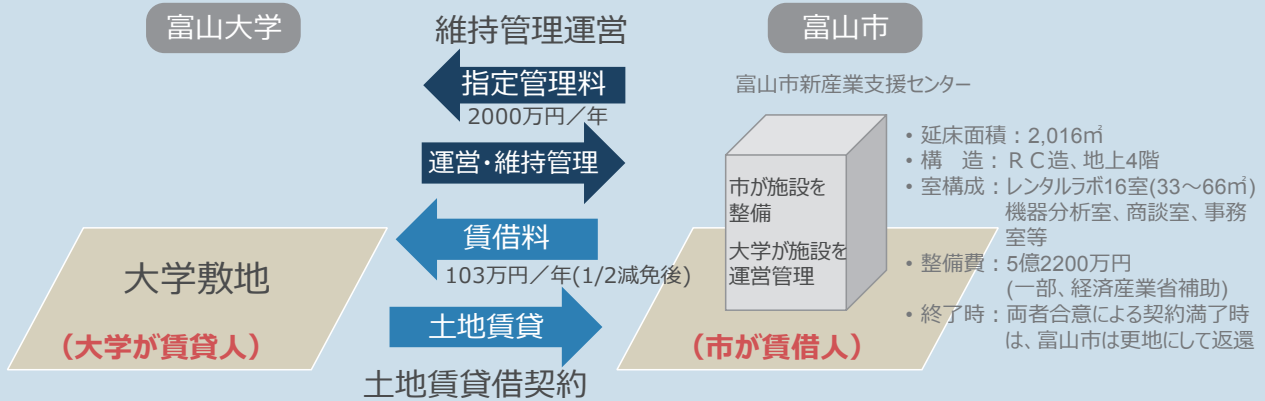 富山大学
維持管理運営
富山市
指定管理料
2000万円／年
運営・維持管理
賃借料
103万円／年(1/2減免後)
土地賃貸
土地賃貸借契約
大学敷地
（大学が賃貸人）
富山市新産業支援センター
市が施設を
整備
大学が施設を
運営管理
（市が賃借人）
• 延床面積：2,016㎡
• 構　造：ＲＣ造、地上4階
• 室構成：レンタルラボ16室(33～66㎡)
機器分析室、商談室、事務
室等
• 整備費：5億2200万円
(一部、経済産業省補助)
• 終了時：両者合意による契約満了時
は、富山市は更地にして返還